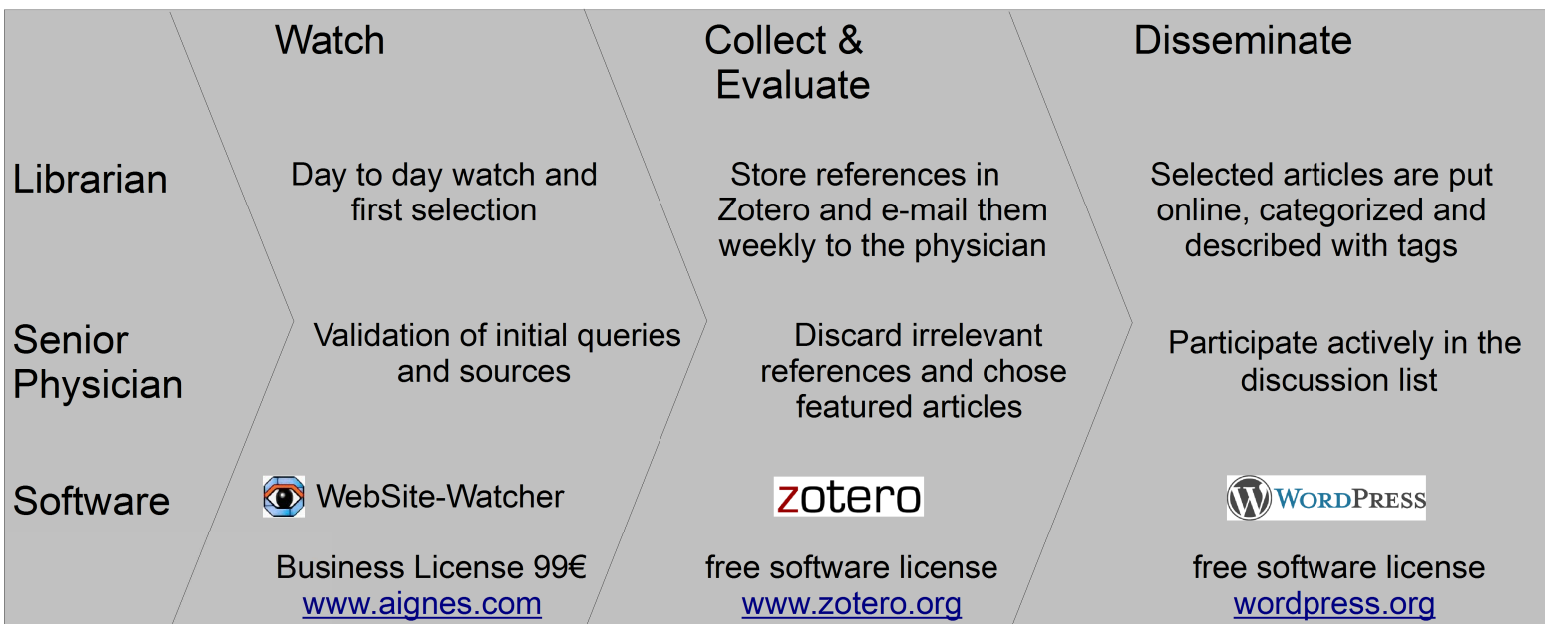 Watch
Collect &
Evaluate
Disseminate
Librarian
Day to day watch and
first selection
Store references in
Zotero and e-mail them
weekly to the physician
Selected articles are put
online, categorized and
described with tags
Senior
Physician
Validation of initial queries
and sources
Discard irrelevant
references and chose
featured articles
Participate actively in the
discussion list
Software
WebSite-Watcher
zotero
WORDPRESS
Business License 99€
www.aignes.com
free software license
www.zotero.org
free software license
wordpress.org